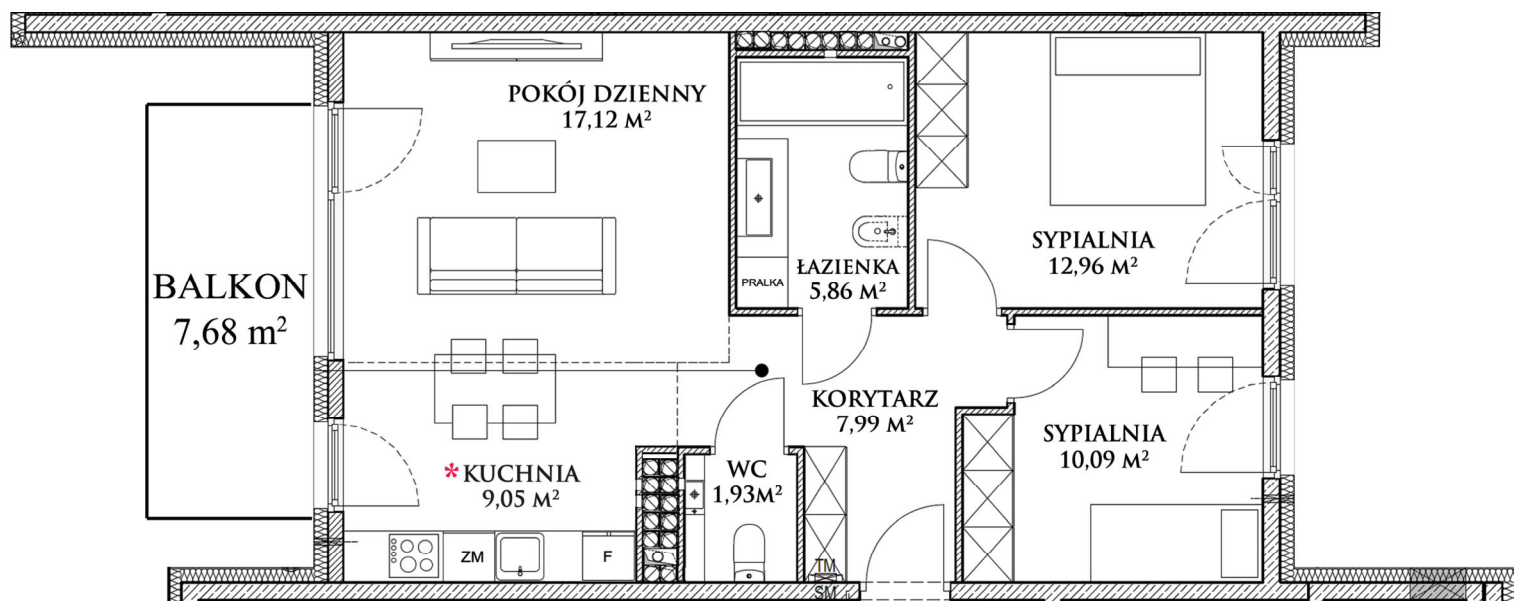 POKÓJ DZIENNY
17,12 M²
BALKON
7,68 m²
ŁAZIENKA
5,86 M²
PRALKA
SYPIALNIA
12,96 M²
KORYTARZ
7,99 M²
SYPIALNIA
10,09 M²
*KUCHNIA
9,05 M²
WC
1,93M²
ZM
F
TM
SM